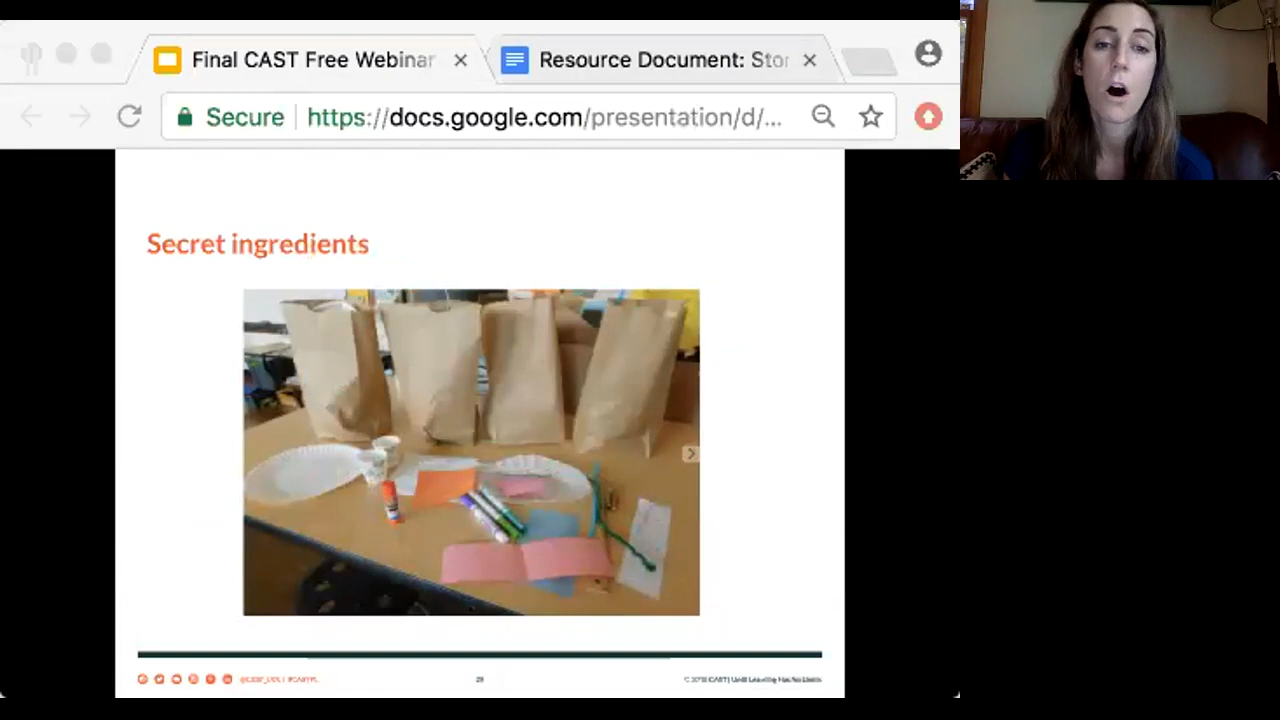 Final CAST Free Webinar
Resource Document: Stor
Secure https://docs.google.com/presentation/d/...
Secret ingredients